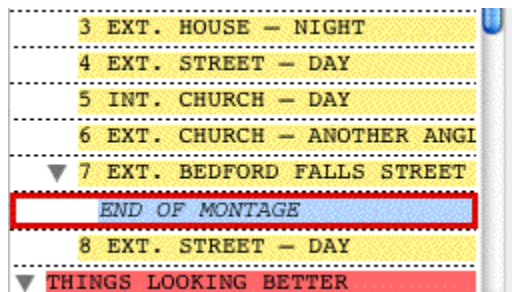 3 EXT. HOUSE – NIGHT
4 EXT. STREET – DAY
5 INT. CHURCH – DAY
6 EXT. CHURCH – ANOTHER ANGL
7 EXT. BEDFORD FALLS STREET
END OF MONTAGE
8 EXT. STREET – DAY
THINGS LOOKING BETTER